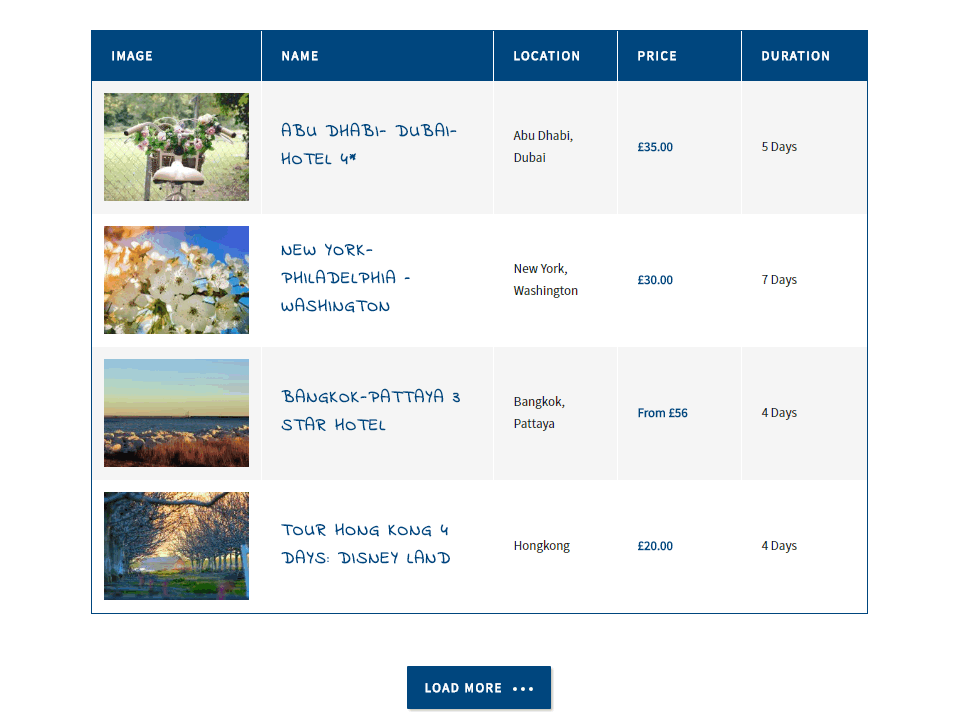 IMAGE NAME LOCATION PRICE DURATION
ABU DHABI- DUBAI-
HOTEL 4*
Abu Dhabi,
Dubai
£35.00
5 Days
NEW YORK-
PHILADELPHIA -
WASHINGTON
New York,
Washington
£30.00
7 Days
BANGKOK-PATTAYA 3
STAR HOTEL
Bangkok,
Pattaya
From £56
4 Days
TOUR HONG KONG 4
DAYS: DISNEY LAND
Hongkong
£20.00
4 Days
LOAD MORE